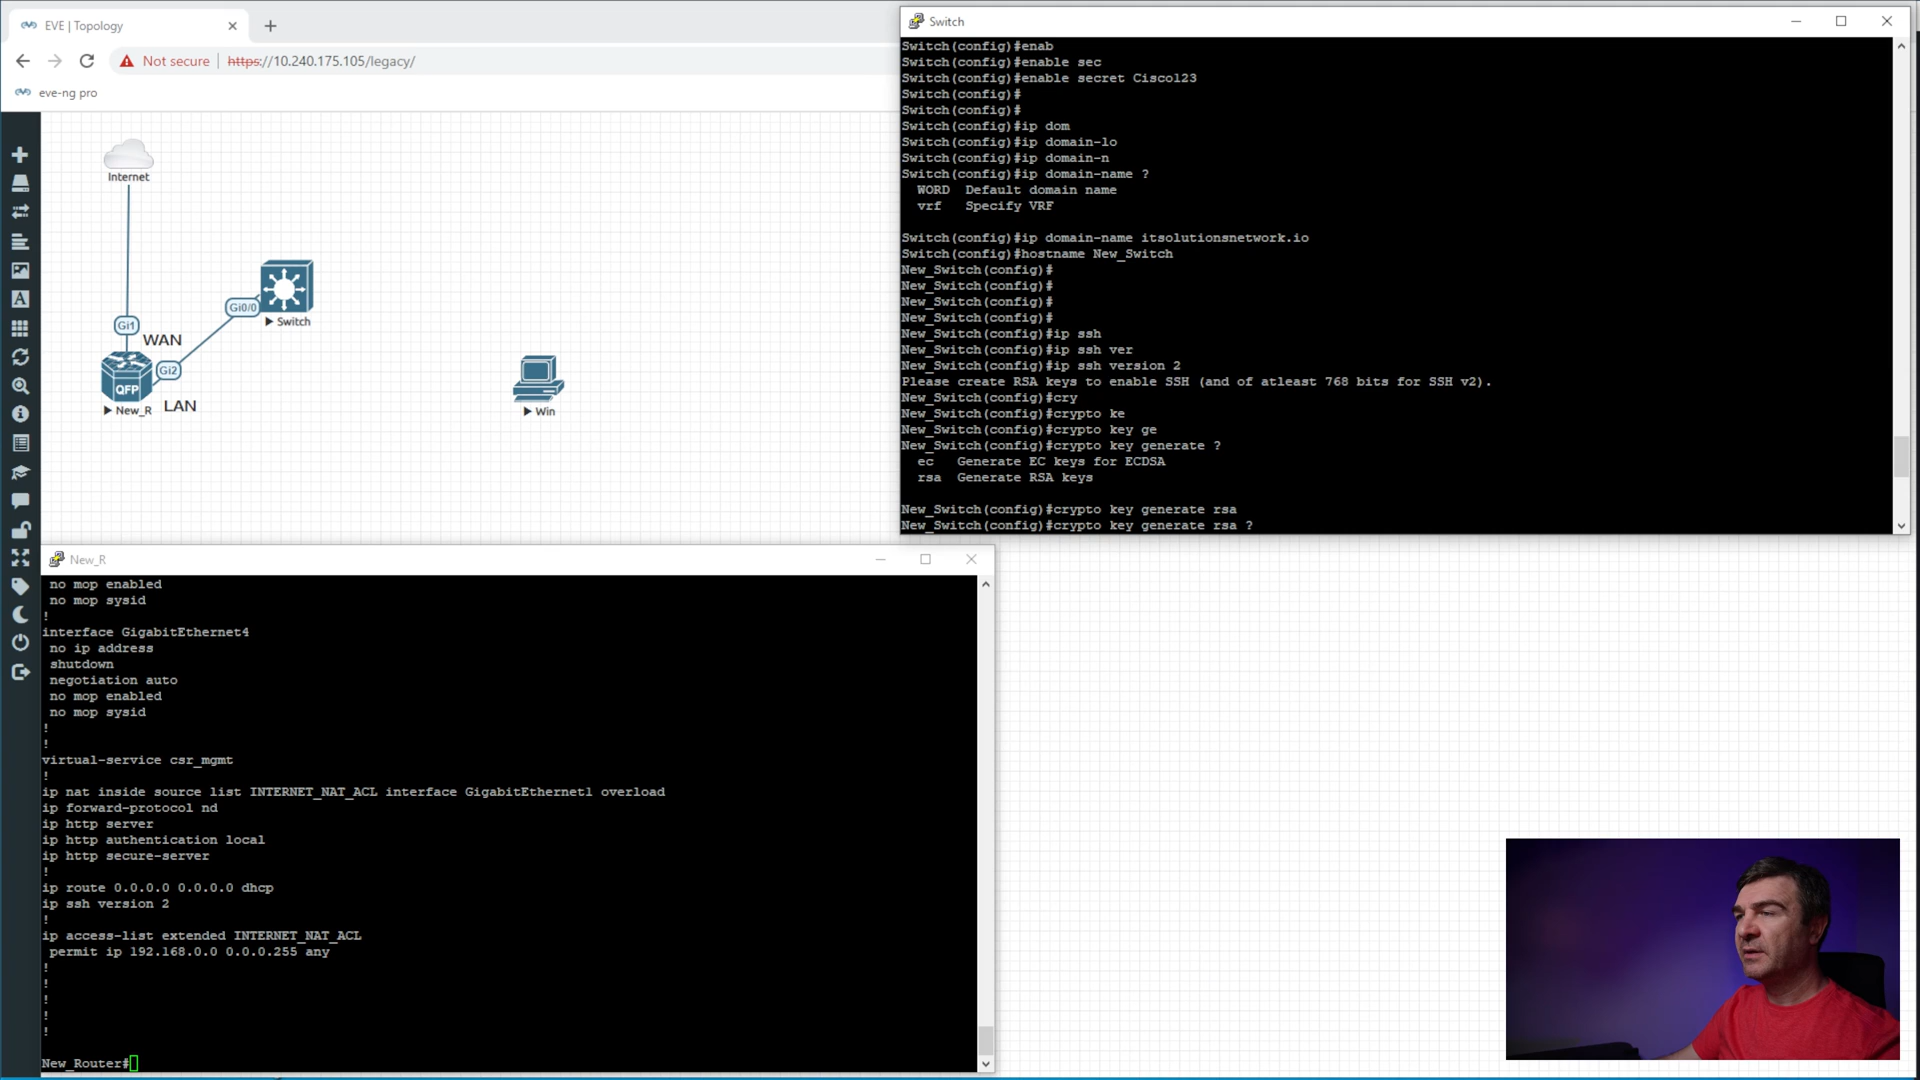 EVE | Topology
Not secure | https://10.240.175.105/legacy/
eve-ng pro
Internet
Gi0/0
Switch
Gi1
WAN
Gi2
QFP
New_R
LAN
Win
Switch
Switch(config)#enab
Switch(config)#enable sec
Switch(config)#enable secret Cisco123
Switch(config)#
Switch(config)#
Switch(config)#ip dom
Switch(config)#ip domain-lo
Switch(config)#ip domain-n
Switch(config)#ip domain-name ?
WORD Default domain name
vrf Specify VRF
Switch(config)#ip domain-name itsolutionsnetwork.io
Switch(config)#hostname New_Switch
New_Switch(config)#
New_Switch(config)#
New_Switch(config)#
New_Switch(config)#
New_Switch(config)#ip ssh
New_Switch(config)#ip ssh ver
New_Switch(config)#ip ssh version 2
Please create RSA keys to enable SSH (and of atleast 768 bits for SSH v2).
New_Switch(config)#cry
New_Switch(config)#crypto ke
New_Switch(config)#crypto key ge
New_Switch(config)#crypto key generate ?
ec Generate EC keys for ECDSA
rsa Generate RSA keys
New_Switch(config)#crypto key generate rsa
New_Switch(config)#crypto key generate rsa ?
New_R
no mop enabled
no mop sysid
!
interface GigabitEthernet4
no ip address
shutdown
negotiation auto
no mop enabled
no mop sysid
!
!
virtual-service csr_mgmt
!
ip nat inside source list INTERNET_NAT_ACL interface GigabitEthernet1 overload
ip forward-protocol nd
ip http server
ip http authentication local
ip http secure-server
!
ip route 0.0.0.0 0.0.0.0 dhcp
ip ssh version 2
!
ip access-list extended INTERNET_NAT_ACL
permit ip 192.168.0.0 0.0.0.255 any
!
!
!
!
!
New_Router#